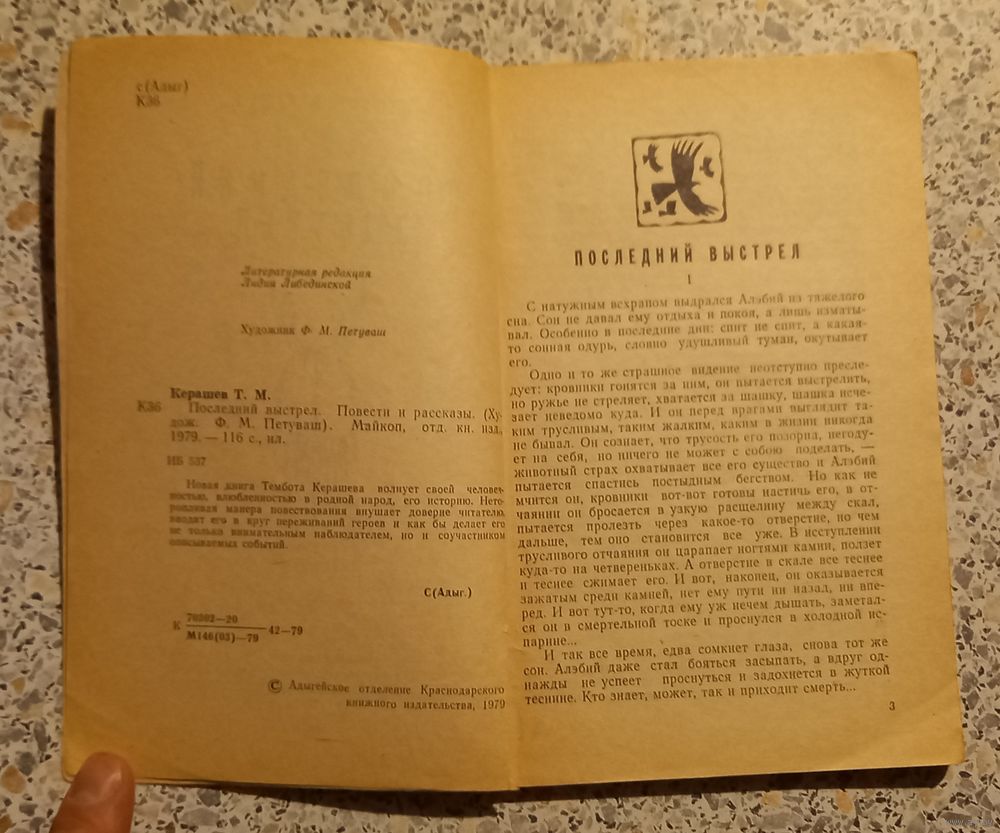 с(Адыг)
К36
Литературная редакция
Лидии Либединской
Художник Ф. М. Петуваш
Керашев Т. М.
К36 Последний выстрел. Повести и рассказы. (Ху-
дож. Ф. М. Петуваш). Майкоп, отд. кн. изд.,
1979. — 116 с., ил.
ИБ 537
Новая книга Тембота Керашева волнует своей человеч-
ностью, влюбленностью в родной народ, его историю. Нето-
ропливая манера повествования внушает доверие читателю,
вводит его в круг переживаний героев и как бы делает его
не только внимательным наблюдателем, но и соучастником
описываемых событий.
С(Адыг.)
70302—20
К 42—79
М146(03)—79
© Адыгейское отделение Краснодарского
книжного издательства, 1979
ПОСЛЕДНИЙ ВЫСТРЕЛ
1
С натужным всхрапом выдрался Алэбий из тяжелого
сна. Сон не давал ему отдыха и покоя, а лишь изматы-
вал. Особенно в последние дни: спит не спит, а какая-
то сонная одурь, словно удушливый туман, окутывает
его.
Одно и то же страшное видение неотступно пресле-
дует: кровники гонятся за ним, он пытается выстрелить,
но ружье не стреляет, хватается за шашку, шашка исче-
зает неведомо куда. И он перед врагами выглядит та-
ким трусливым, таким жалким, каким в жизни никогда
не бывал. Он сознает, что трусость его позорна, негоду-
ет на себя, но ничего не может с собою поделать, —
животный страх охватывает все его существо и Алэбий
пытается спастись постыдным бегством. Но как не
мчится он, кровники вот-вот готовы настичь его, в от-
чаянии он бросается в узкую расщелину между скал,
пытается пролезть через какое-то отверстие, но чем
дальше, тем оно становится все уже. В исступлении
трусливого отчаяния он царапает ногтями камни, ползет
куда-то на четвереньках. А отверстие в скале все теснее
и теснее сжимает его. И вот, наконец, он оказывается
зажатым среди камней, нет ему пути ни назад, ни впе-
ред. И вот тут-то, когда ему уж нечем дышать, заметал-
ся он в смертельной тоске и проснулся в холодной ис-
парине...
И так все время, едва сомкнет глаза, снова тот же
сон. Алэбий даже стал бояться засыпать, а вдруг од-
нажды не успеет проснуться и задохнется в жуткой
теснине. Кто знает, может, так и приходит смерть...
3